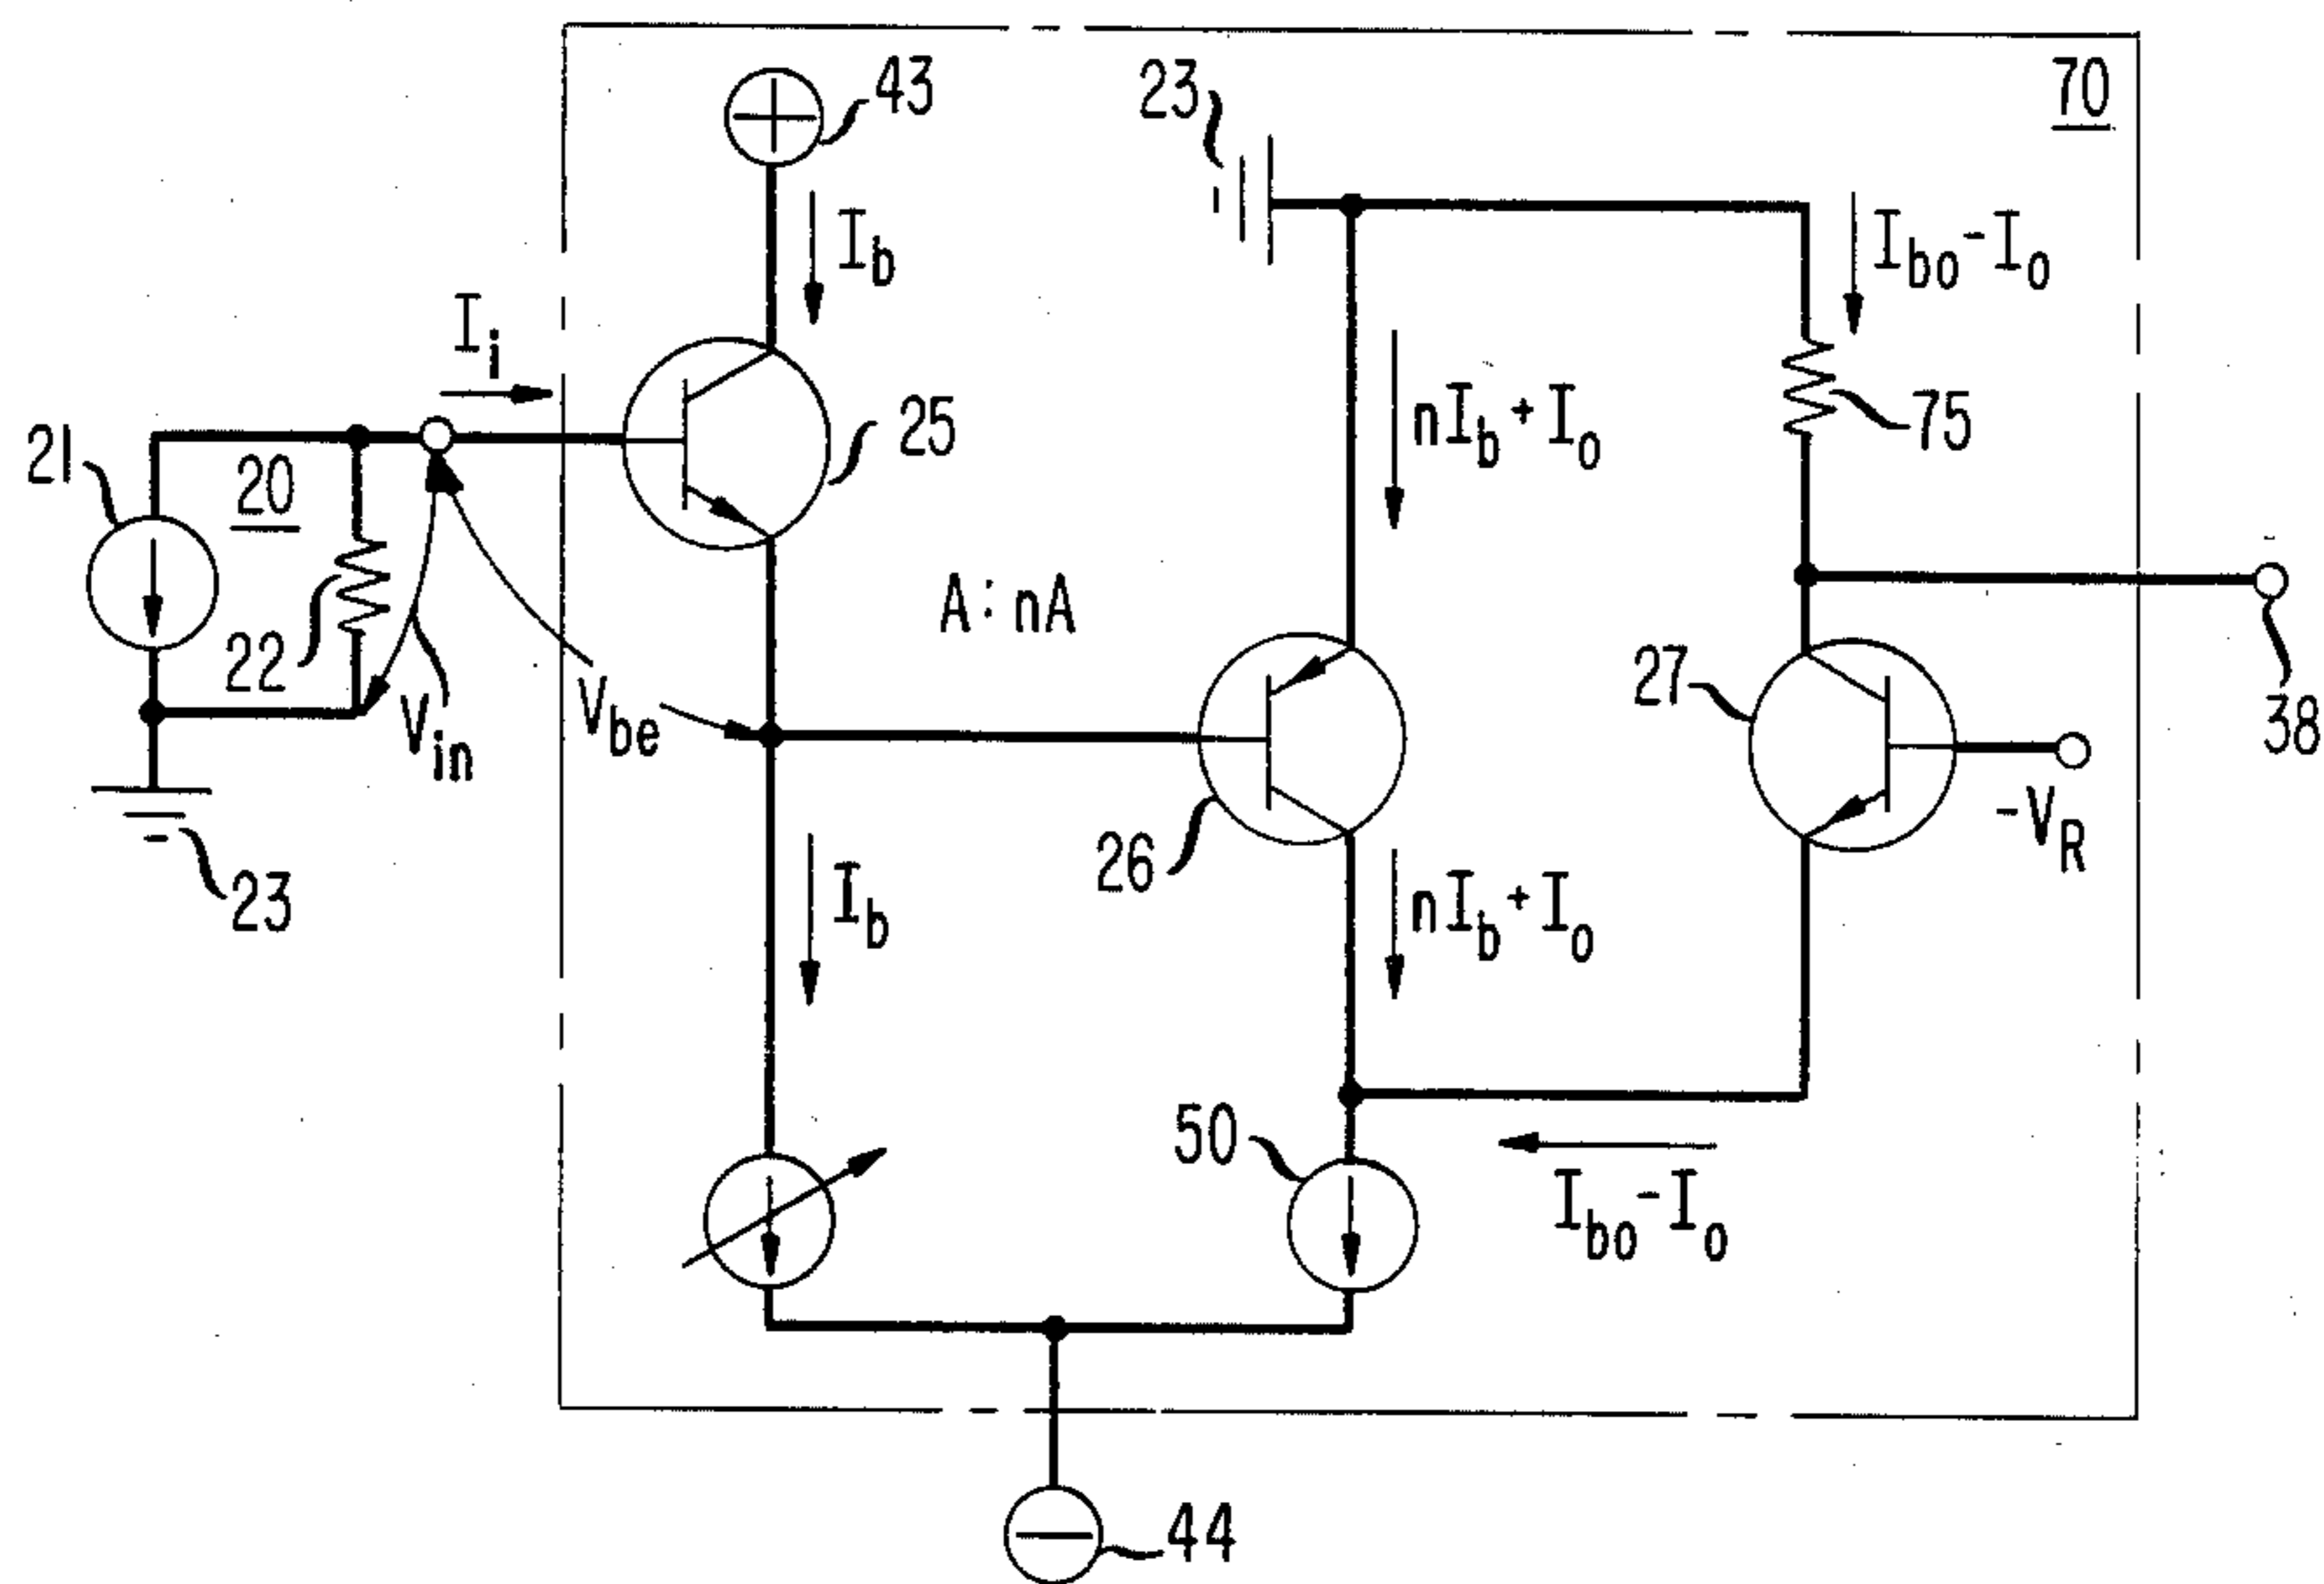 43
23
70
I_b
I_bo-I_o
I_i
25
21
20
nI_b+I_o
75
22
A:nA
V_in
V_be
27
38
-V_R
26
23
I_b
nI_b+I_o
50
I_bo-I_o
44